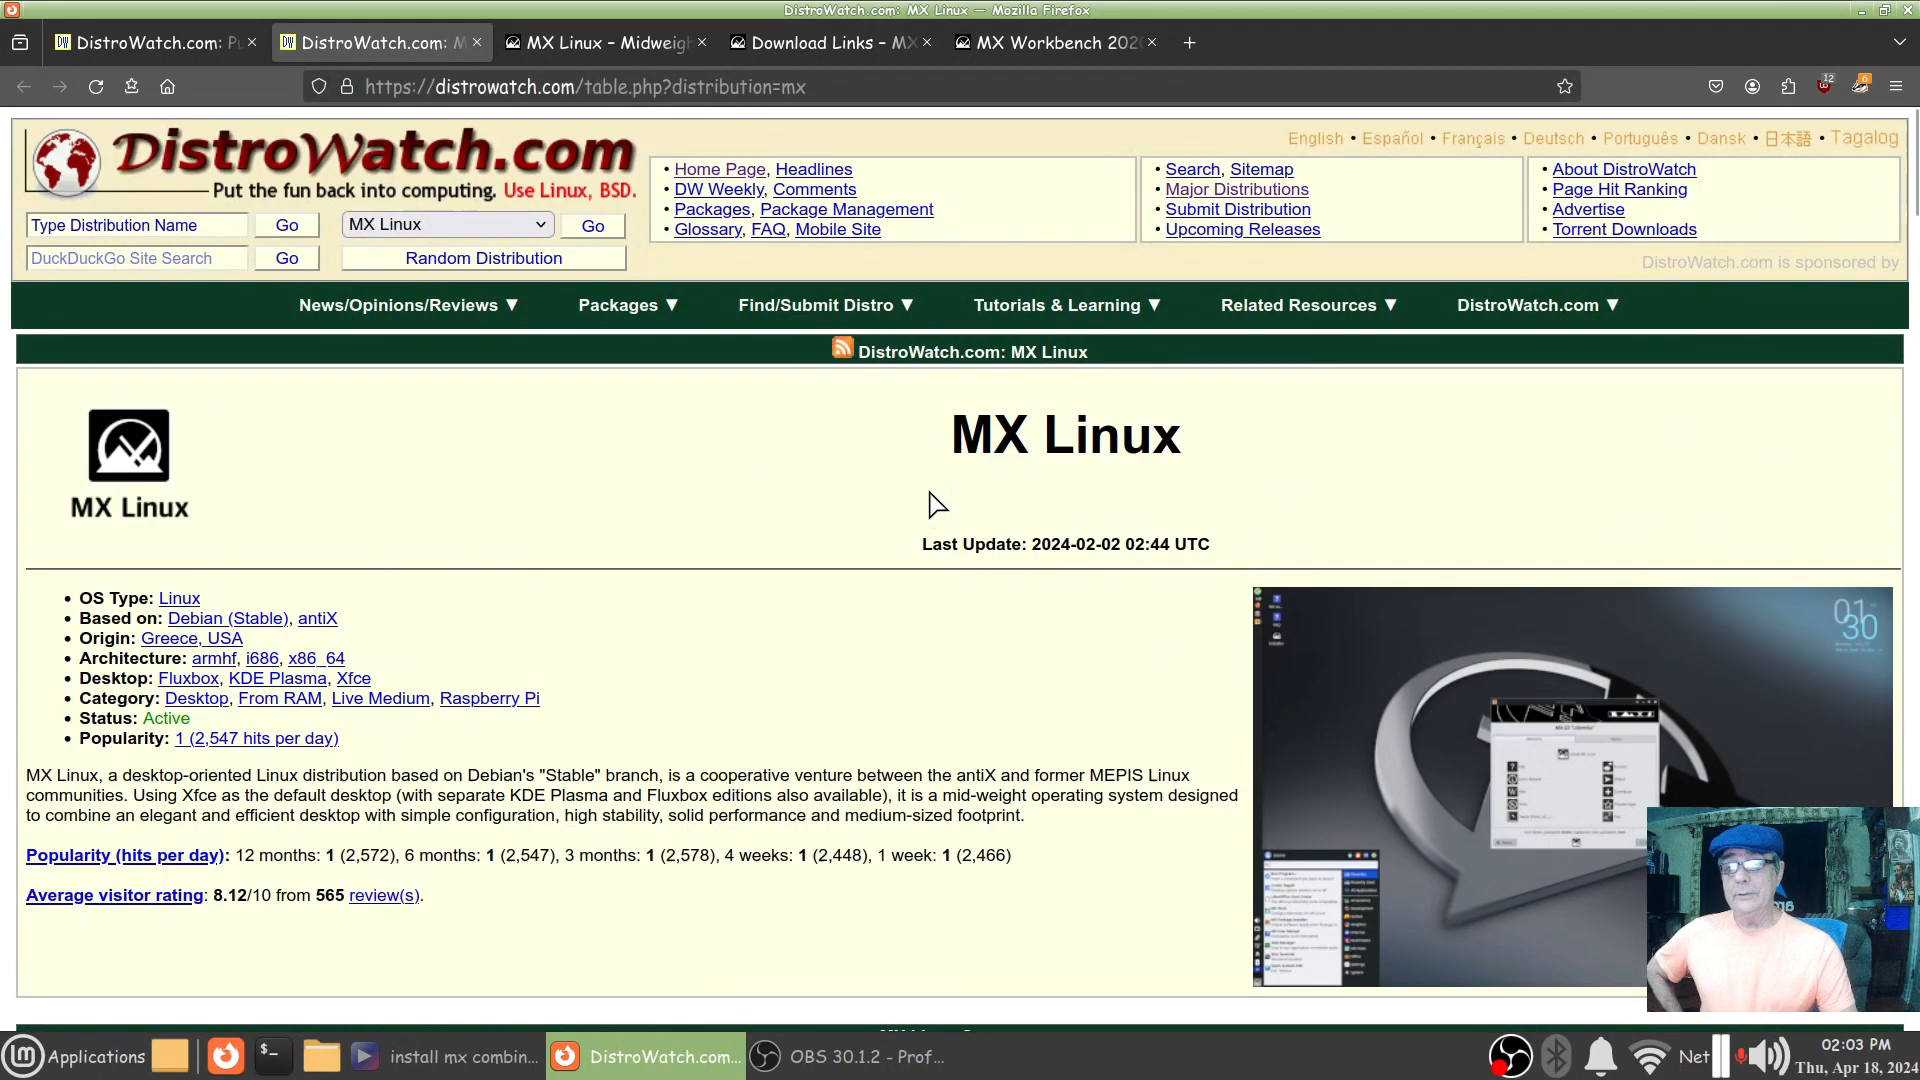 DistroWatch.com: MX Linux — Mozilla Firefox
DistroWatch.com: Pu
DistroWatch.com: M
MX Linux – Midweigh
Download Links – MX
MX Workbench 202
https://distrowatch.com/table.php?distribution=mx
12
6
DistroWatch.com
Put the fun back into computing. Use Linux, BSD.
English • Español • Français • Deutsch • Português • Dansk • 日本語 • Tagalog
• Home Page, Headlines
• DW Weekly, Comments
• Packages, Package Management
• Glossary, FAQ, Mobile Site
• Search, Sitemap
• Major Distributions
• Submit Distribution
• Upcoming Releases
• About DistroWatch
• Page Hit Ranking
• Advertise
• Torrent Downloads
Type Distribution Name Go MX Linux Go
DuckDuckGo Site Search Go Random Distribution
DistroWatch.com is sponsored by
News/Opinions/Reviews ▼ Packages ▼ Find/Submit Distro ▼ Tutorials & Learning ▼ Related Resources ▼ DistroWatch.com ▼
DistroWatch.com: MX Linux
MX Linux
MX Linux
Last Update: 2024-02-02 02:44 UTC
• OS Type: Linux
• Based on: Debian (Stable), antiX
• Origin: Greece, USA
• Architecture: armhf, i686, x86_64
• Desktop: Fluxbox, KDE Plasma, Xfce
• Category: Desktop, From RAM, Live Medium, Raspberry Pi
• Status: Active
• Popularity: 1 (2,547 hits per day)
01
30
MX Linux, a desktop-oriented Linux distribution based on Debian's "Stable" branch, is a cooperative venture between the antiX and former MEPIS Linux
communities. Using Xfce as the default desktop (with separate KDE Plasma and Fluxbox editions also available), it is a mid-weight operating system designed
to combine an elegant and efficient desktop with simple configuration, high stability, solid performance and medium-sized footprint.
Popularity (hits per day): 12 months: 1 (2,572), 6 months: 1 (2,547), 3 months: 1 (2,578), 4 weeks: 1 (2,448), 1 week: 1 (2,466)
Average visitor rating: 8.12/10 from 565 review(s).
Applications
install mx combin...
DistroWatch.com...
OBS 30.1.2 - Prof...
Net
02:03 PM
Thu, Apr 18, 2024